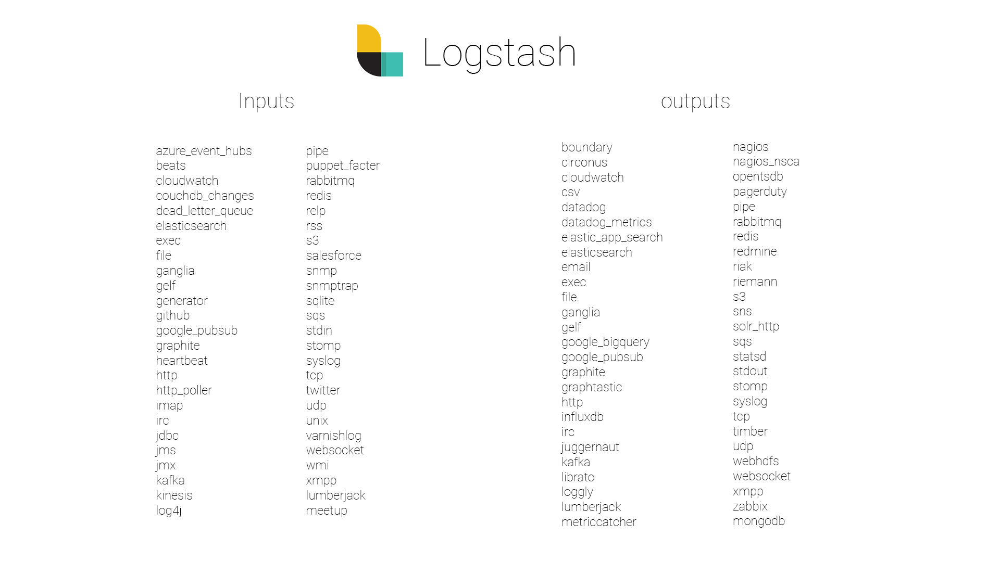 Logstash
Inputs
azure_event_hubs
beats
cloudwatch
couchdb_changes
dead_letter_queue
elasticsearch
exec
file
ganglia
gelf
generator
github
google_pubsub
graphite
heartbeat
http
http_poller
imap
irc
jdbc
jms
jmx
kafka
kinesis
log4j
pipe
puppet_facter
rabbitmq
redis
relp
rss
s3
salesforce
snmp
snmptrap
sqlite
sqs
stdin
stomp
syslog
tcp
twitter
udp
unix
varnishlog
websocket
wmi
xmpp
lumberjack
meetup
outputs
boundary
circonus
cloudwatch
csv
datadog
datadog_metrics
elastic_app_search
elasticsearch
email
exec
file
ganglia
gelf
google_bigquery
google_pubsub
graphite
graphtastic
http
influxdb
irc
juggernaut
kafka
librato
loggly
lumberjack
metriccatcher
nagios
nagios_nsca
opentsdb
pagerduty
pipe
rabbitmq
redis
redmine
riak
riemann
s3
sns
solr_http
sqs
statsd
stdout
stomp
syslog
tcp
timber
udp
webhdfs
websocket
xmpp
zabbix
mongodb